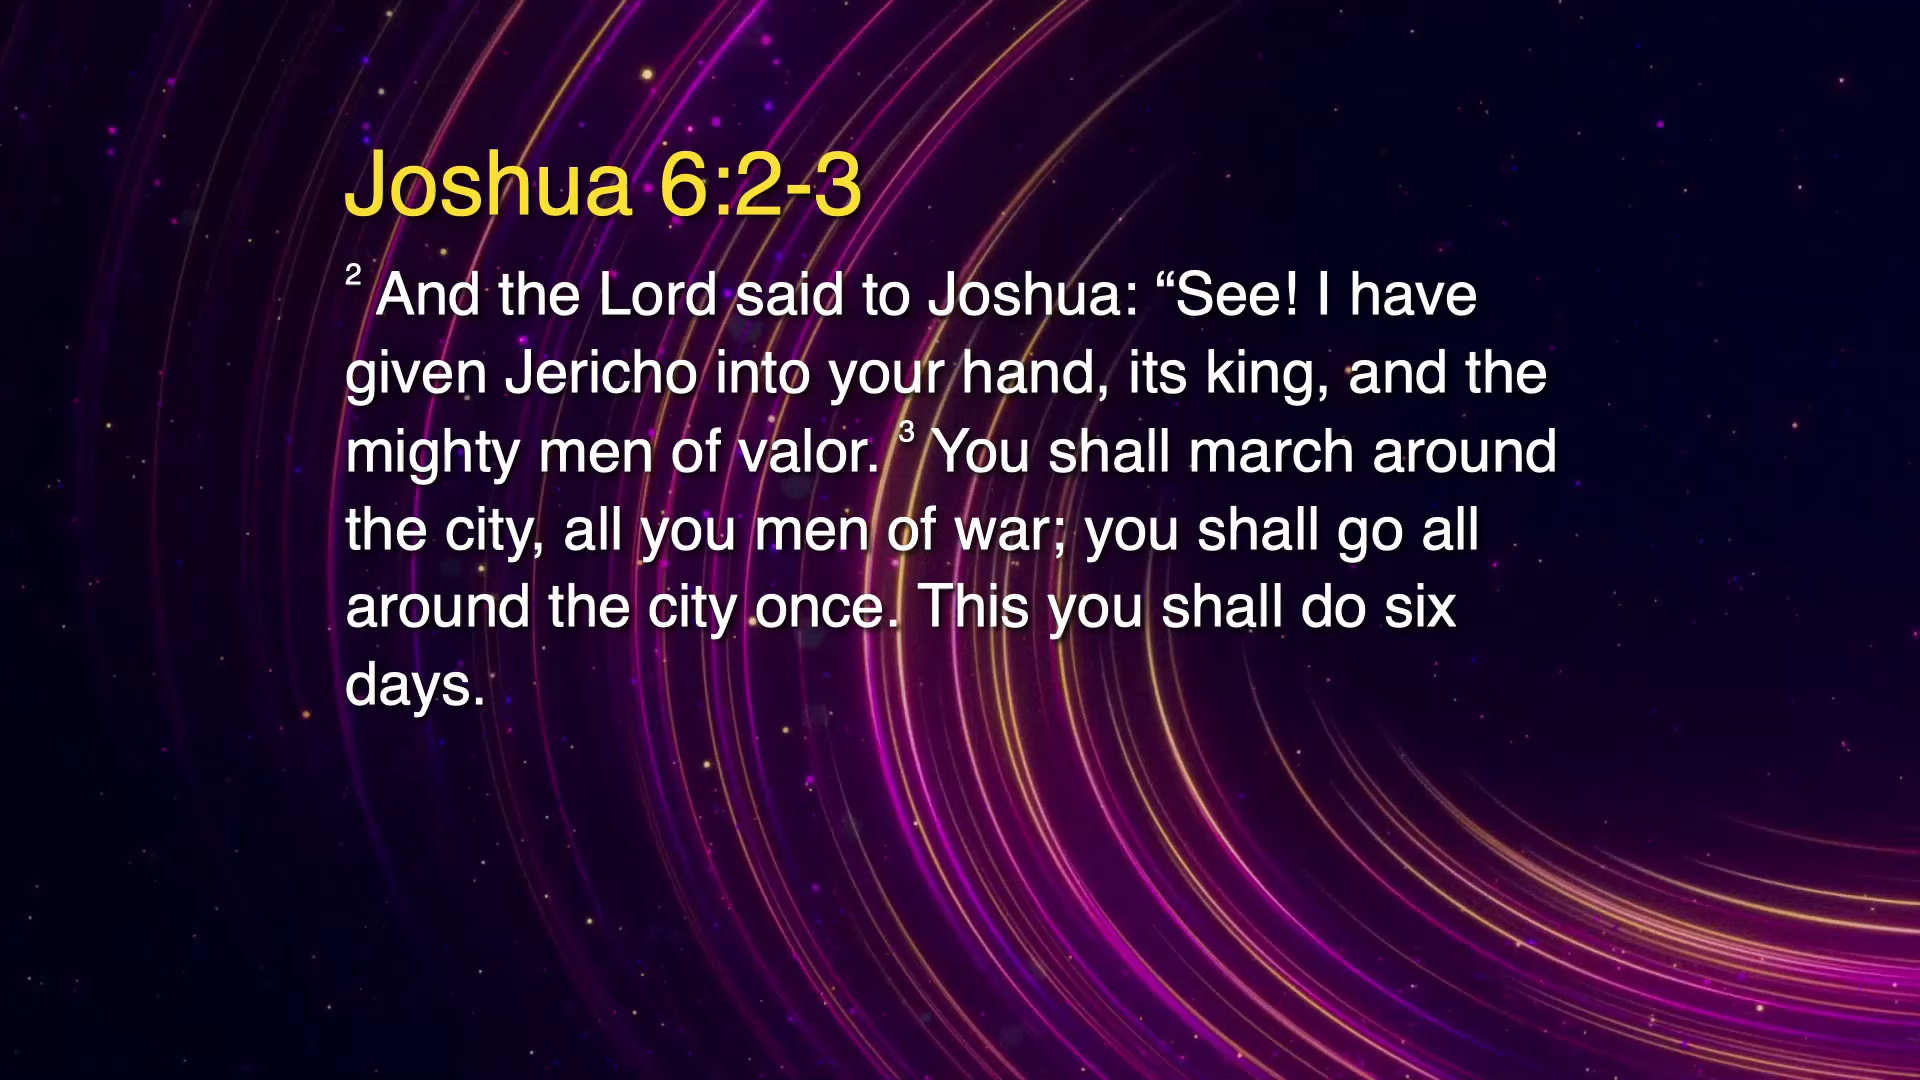 Joshua 6:2-3
2 And the Lord said to Joshua: “See! I have
given Jericho into your hand, its king, and the
mighty men of valor. 3 You shall march around
the city, all you men of war; you shall go all
around the city once. This you shall do six
days.